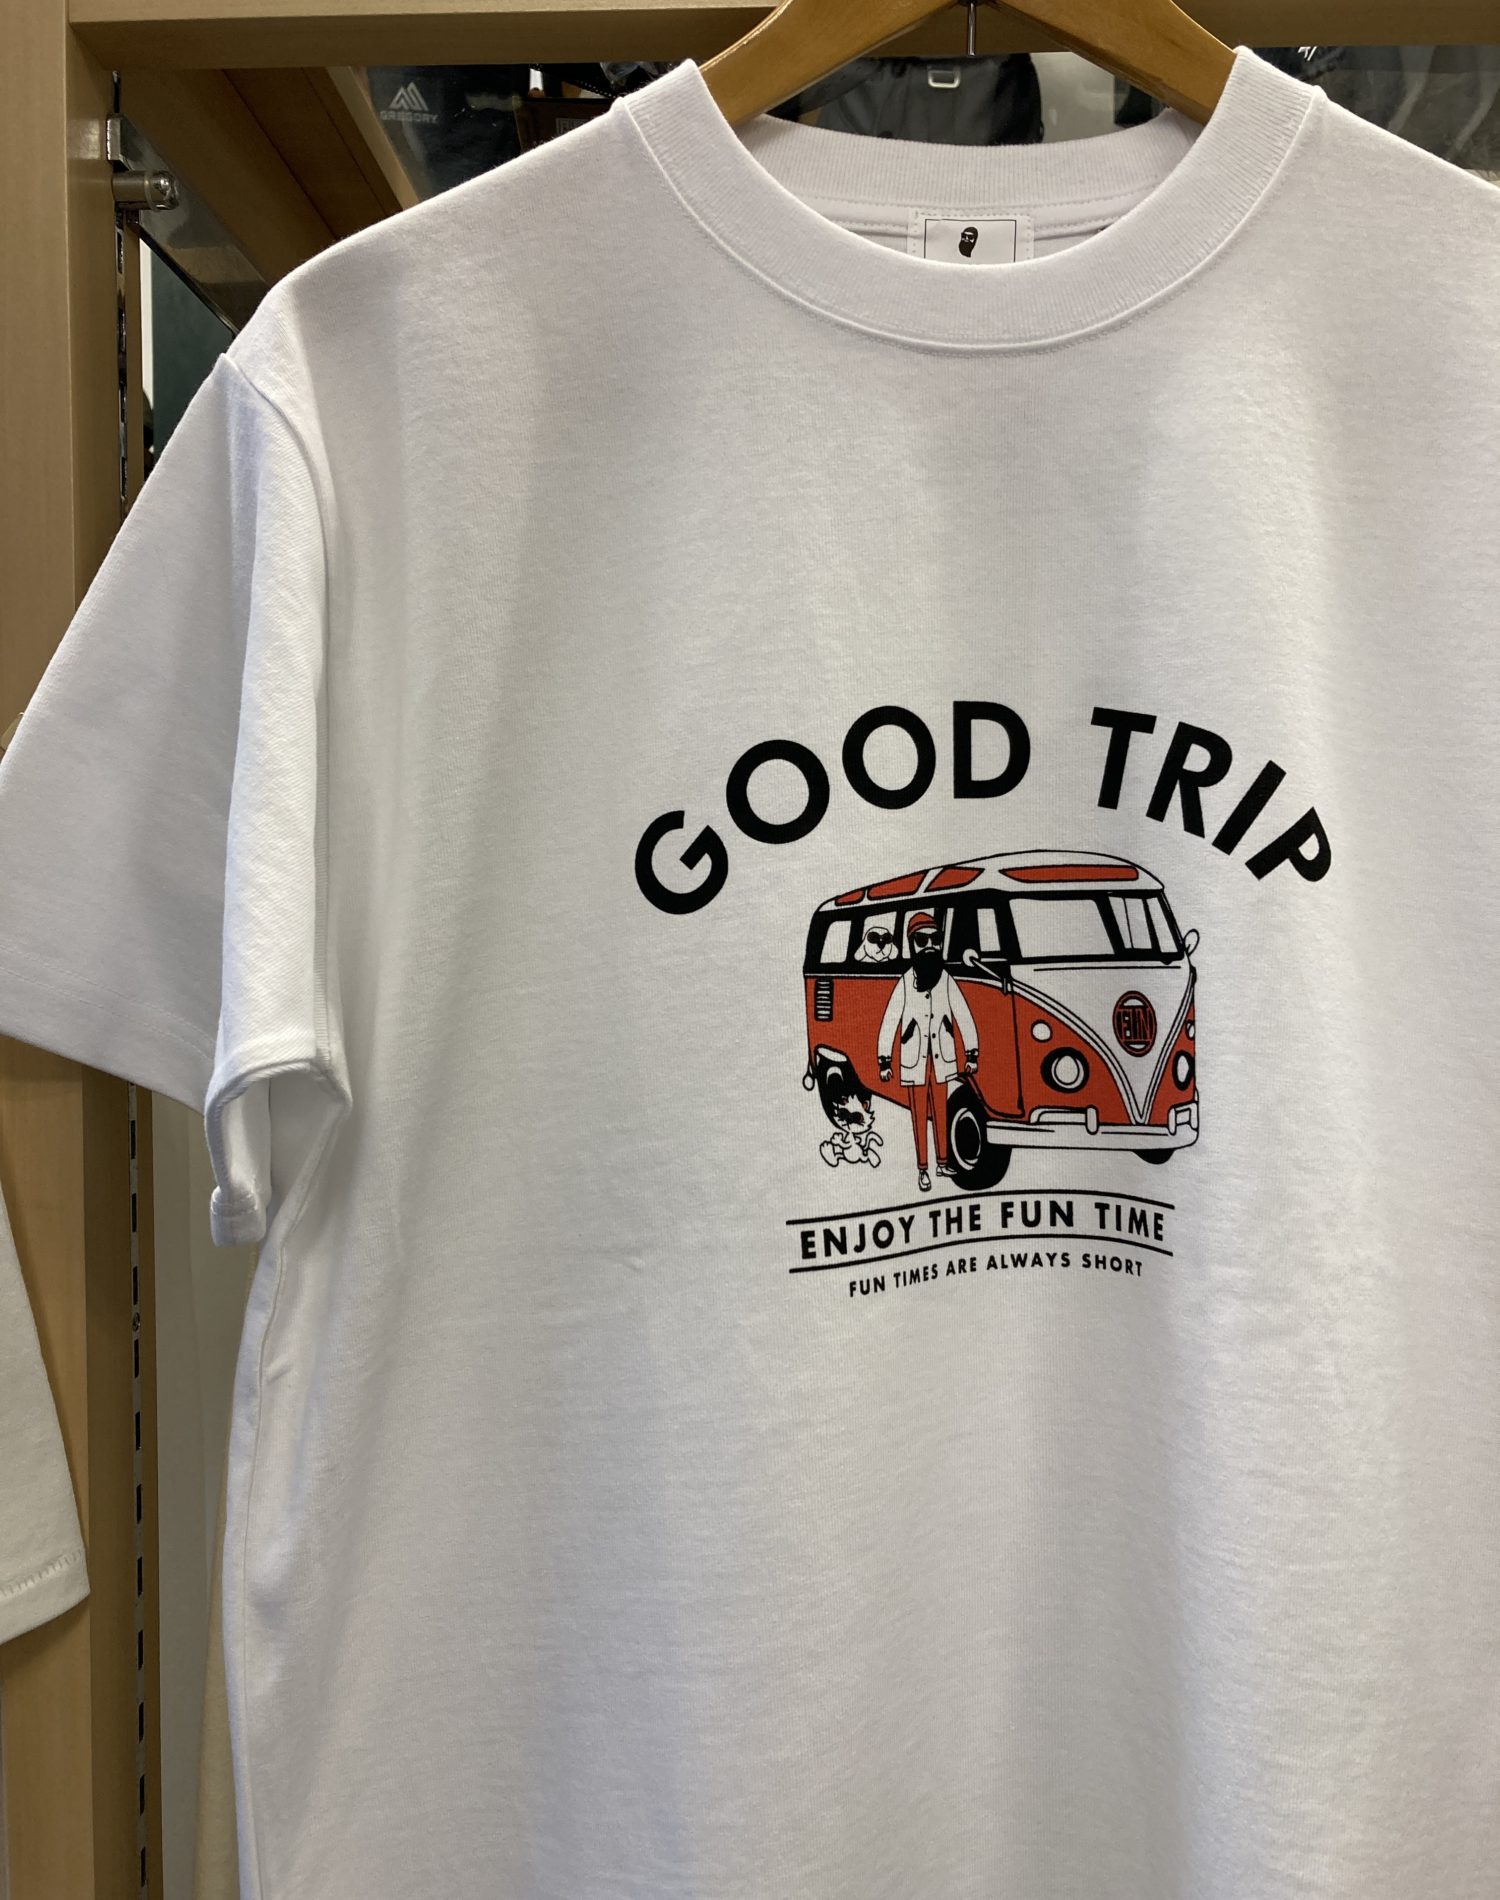 GREGORY
GOOD TRIP
ENJOY THE FUN TIME
FUN TIMES ARE ALWAYS SHORT